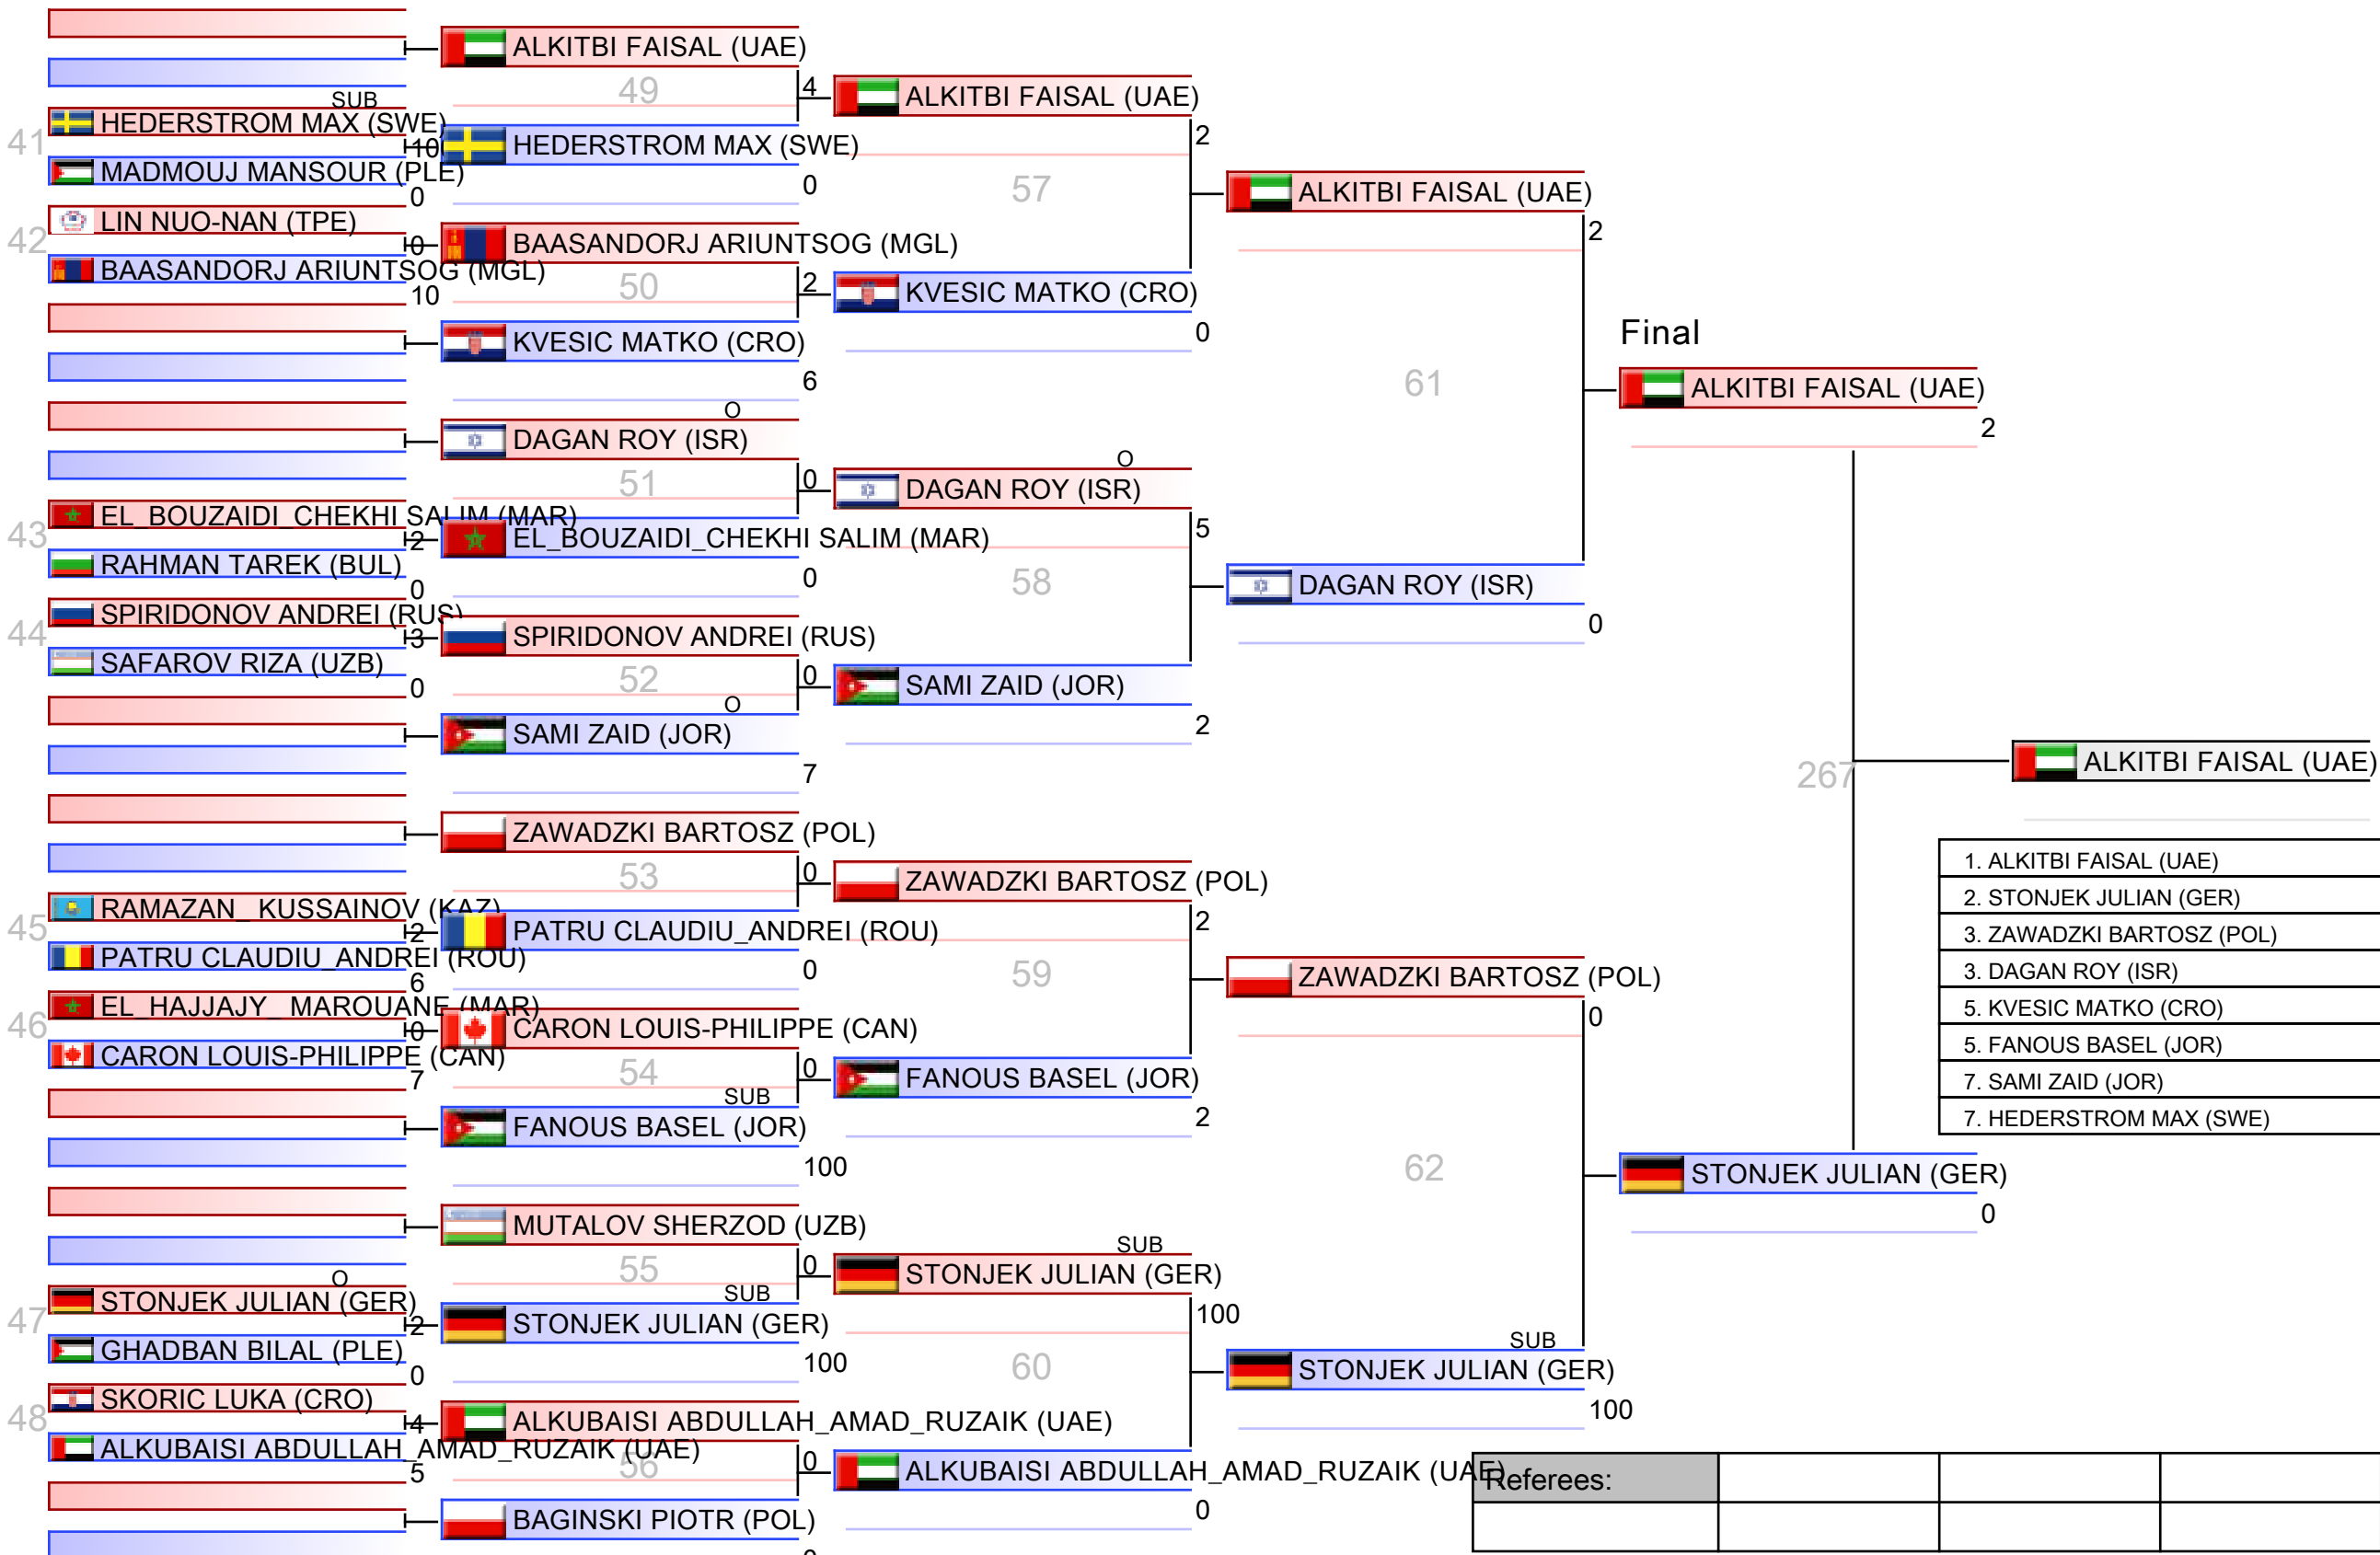 SUB
41
HEDERSTROM MAX (SWE)
10
MADMOUJ MANSOUR (PLE)
0
42
LIN NUO-NAN (TPE)
0
BAASANDORJ ARIUNTSOG (MGL)
10
43
EL_BOUZAIDI_CHEKHI SALIM (MAR)
2
RAHMAN TAREK (BUL)
0
44
SPIRIDONOV ANDREI (RUS)
3
SAFAROV RIZA (UZB)
0
45
RAMAZAN_ KUSSAINOV (KAZ)
2
PATRU CLAUDIU_ANDREI (ROU)
6
46
EL_HAJJAJY_ MAROUANE (MAR)
0
CARON LOUIS-PHILIPPE (CAN)
7
O
47
STONJEK JULIAN (GER)
2
GHADBAN BILAL (PLE)
0
48
SKORIC LUKA (CRO)
4
ALKUBAISI ABDULLAH_AMAD_RUZAIK (UAE)
5
ALKITBI FAISAL (UAE)
49
4
HEDERSTROM MAX (SWE)
0
BAASANDORJ ARIUNTSOG (MGL)
50
2
KVESIC MATKO (CRO)
6
O
DAGAN ROY (ISR)
51
0
EL_BOUZAIDI_CHEKHI SALIM (MAR)
0
SPIRIDONOV ANDREI (RUS)
52
0
O
SAMI ZAID (JOR)
7
ZAWADZKI BARTOSZ (POL)
53
0
PATRU CLAUDIU_ANDREI (ROU)
0
CARON LOUIS-PHILIPPE (CAN)
54
0
SUB
FANOUS BASEL (JOR)
100
MUTALOV SHERZOD (UZB)
55
0
SUB
STONJEK JULIAN (GER)
100
ALKUBAISI ABDULLAH_AMAD_RUZAIK (UAE)
56
0
BAGINSKI PIOTR (POL)
ALKITBI FAISAL (UAE)
2
57
KVESIC MATKO (CRO)
0
O
DAGAN ROY (ISR)
5
58
SAMI ZAID (JOR)
2
ZAWADZKI BARTOSZ (POL)
2
59
FANOUS BASEL (JOR)
2
SUB
STONJEK JULIAN (GER)
100
60
ALKUBAISI ABDULLAH_AMAD_RUZAIK (UAE)
0
ALKITBI FAISAL (UAE)
2
61
DAGAN ROY (ISR)
0
ZAWADZKI BARTOSZ (POL)
0
62
SUB
STONJEK JULIAN (GER)
100
Final
ALKITBI FAISAL (UAE)
2
267
STONJEK JULIAN (GER)
0
ALKITBI FAISAL (UAE)
1. ALKITBI FAISAL (UAE)
2. STONJEK JULIAN (GER)
3. ZAWADZKI BARTOSZ (POL)
3. DAGAN ROY (ISR)
5. KVESIC MATKO (CRO)
5. FANOUS BASEL (JOR)
7. SAMI ZAID (JOR)
7. HEDERSTROM MAX (SWE)
Referees: